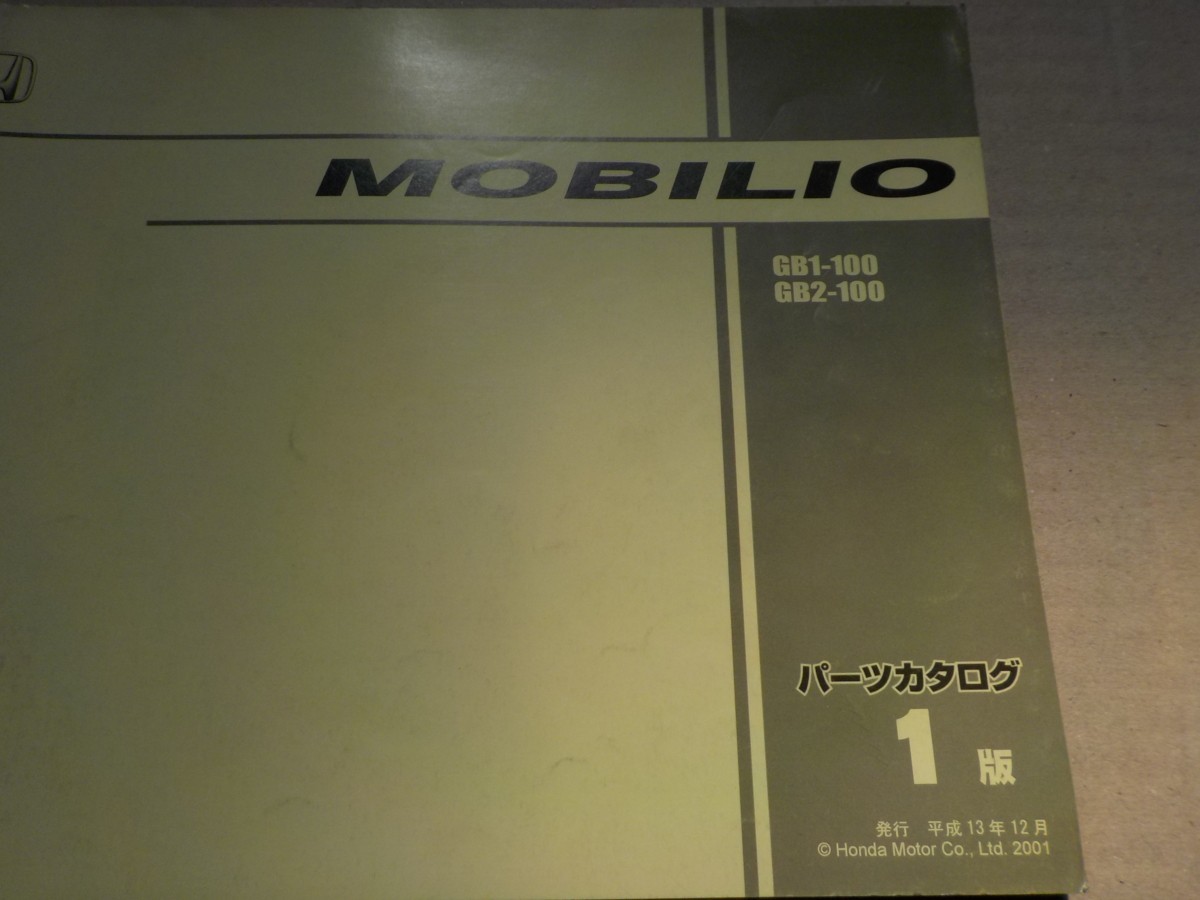 MOBILIO
GB1-100
GB2-100
パーツカタログ
1 版
発行 平成13年12月
© Honda Motor Co., Ltd. 2001